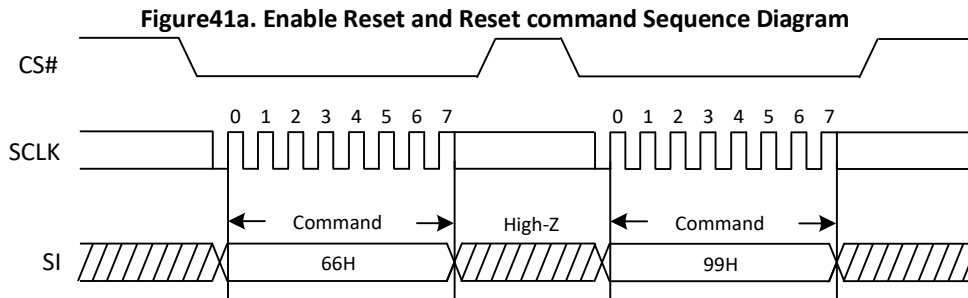 Figure41a. Enable Reset and Reset command Sequence Diagram
CS#
0 1 2 3 4 5 6 7 0 1 2 3 4 5 6 7
SCLK
Command High-Z Command
SI 66H 99H